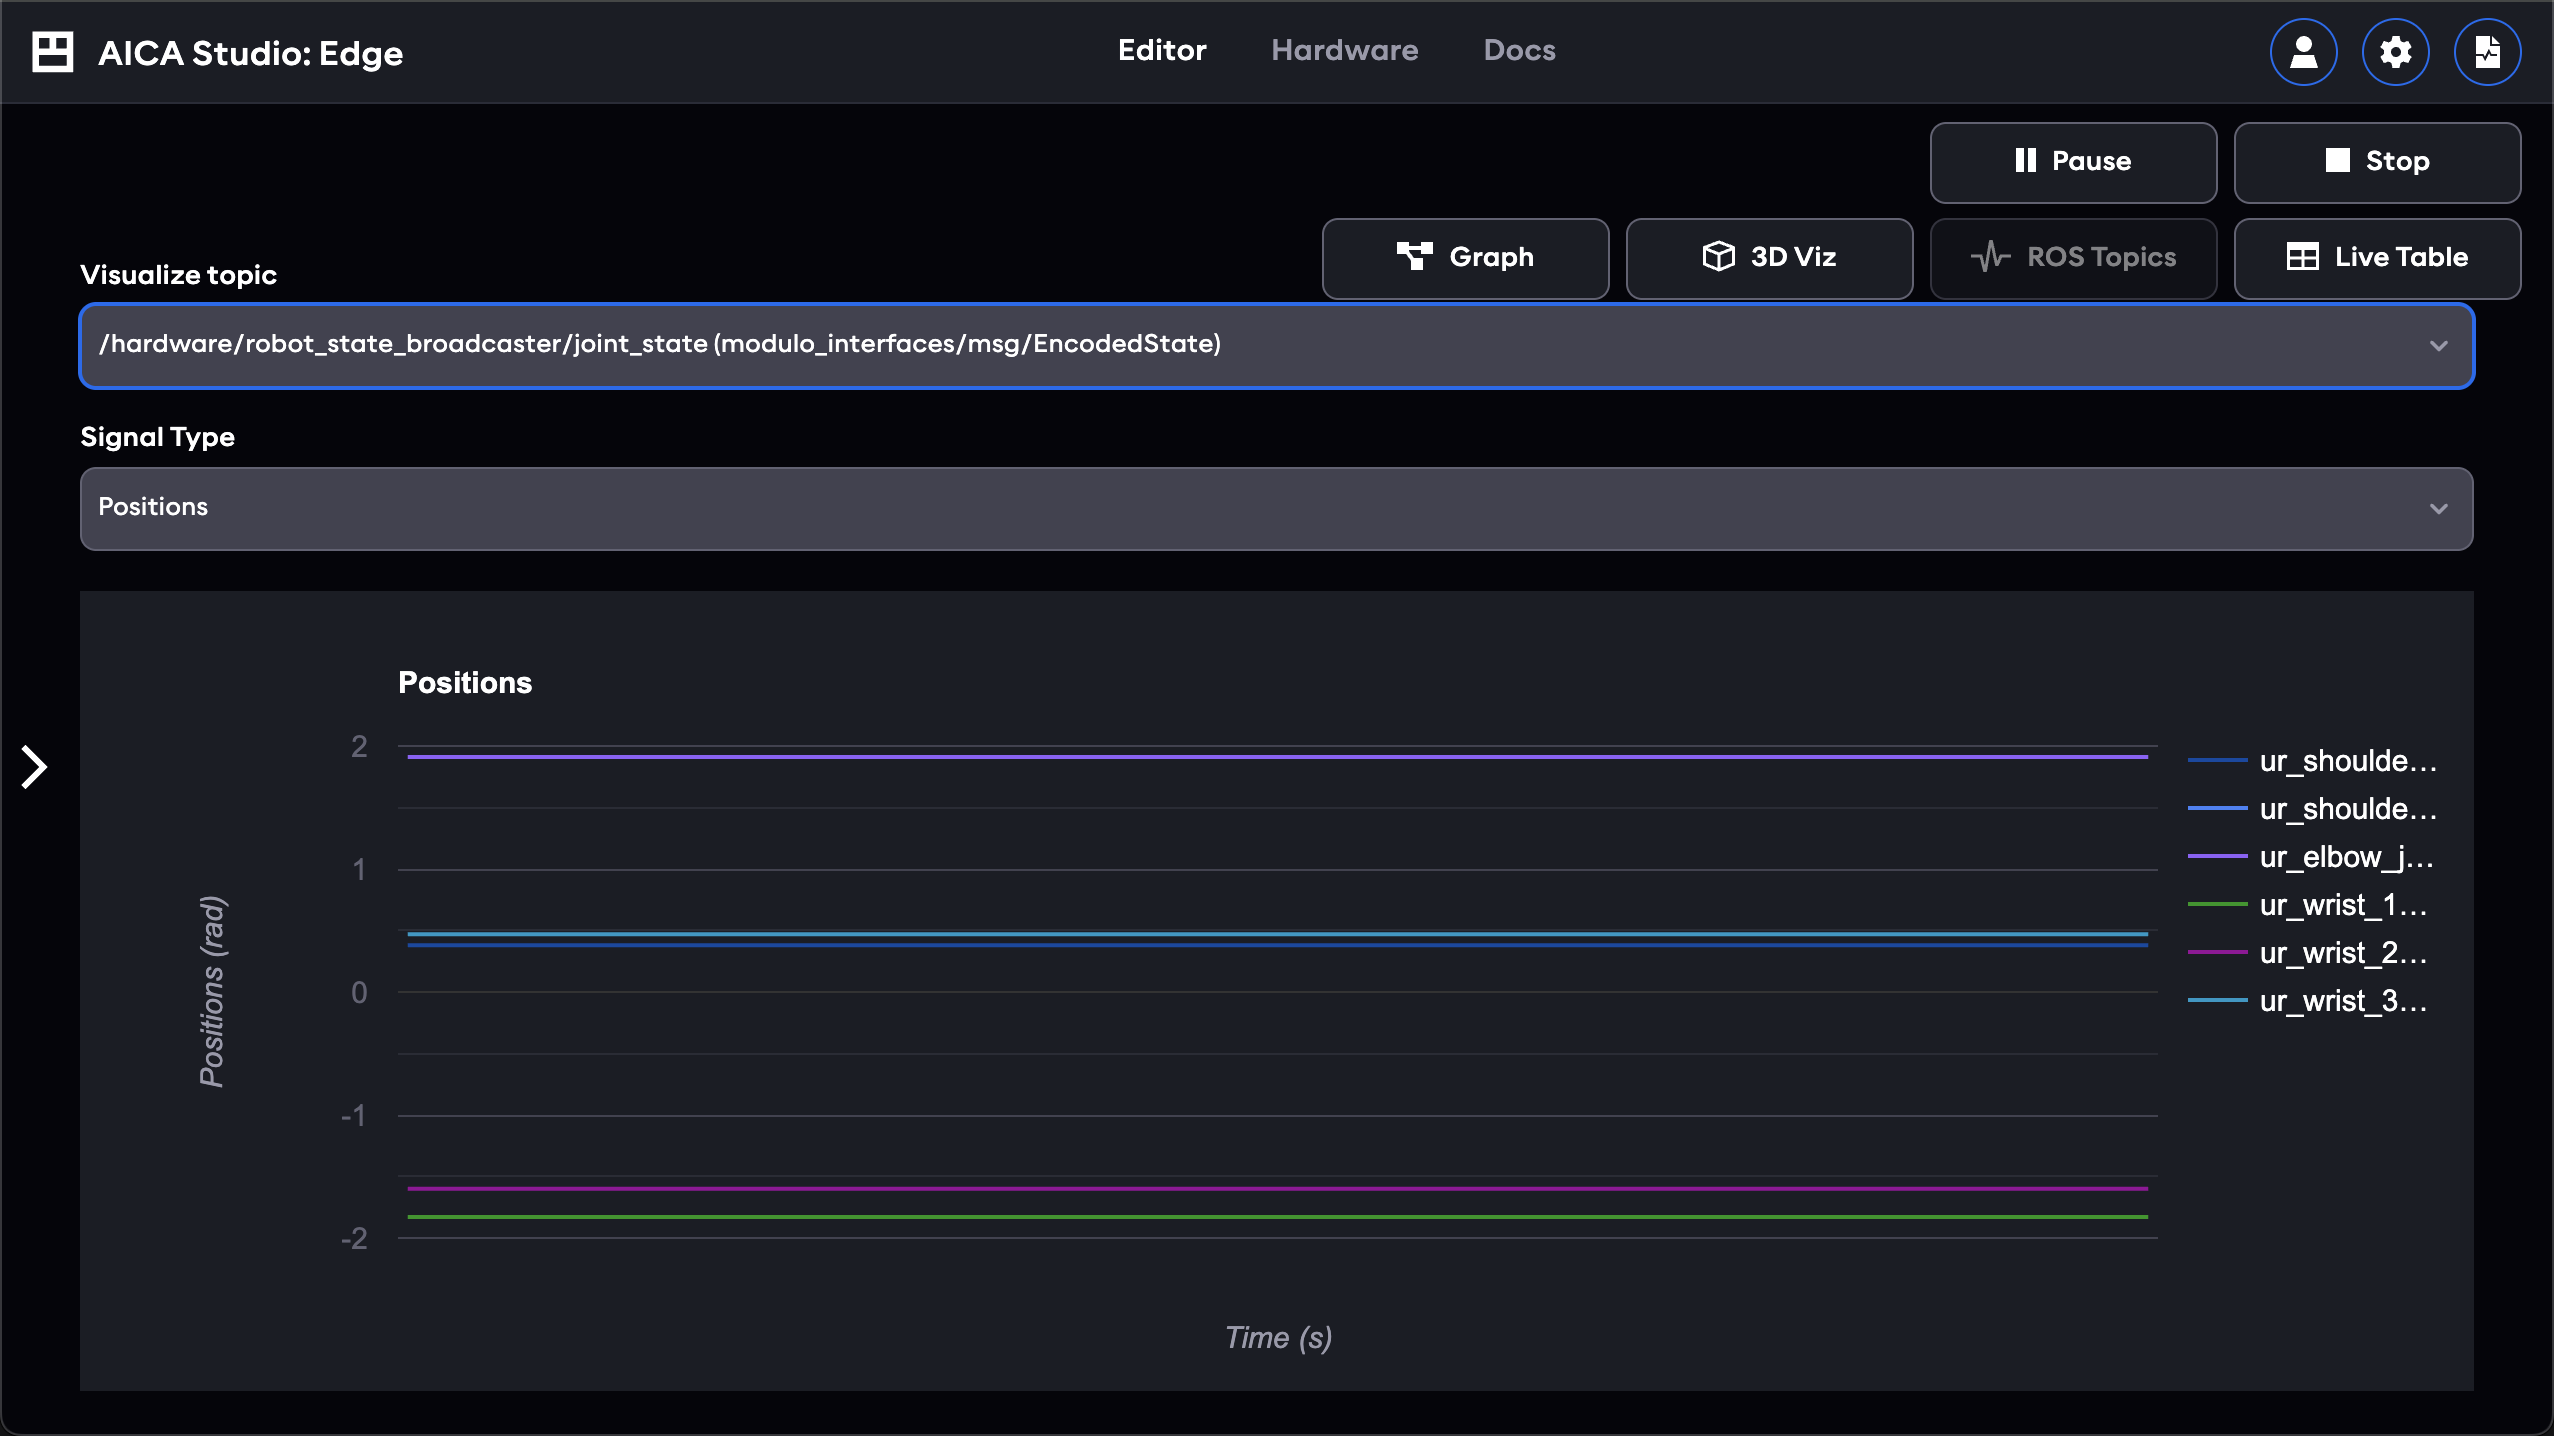 AICA Studio: Edge
Editor
Hardware
Docs
Pause
Stop
Graph
3D Viz
ROS Topics
Live Table
Visualize topic
/hardware/robot_state_broadcaster/joint_state (modulo_interfaces/msg/EncodedState)
Signal Type
Positions
Positions
2
1
0
-1
-2
Positions (rad)
Time (s)
ur_shoulde...
ur_shoulde...
ur_elbow_j...
ur_wrist_1...
ur_wrist_2...
ur_wrist_3...